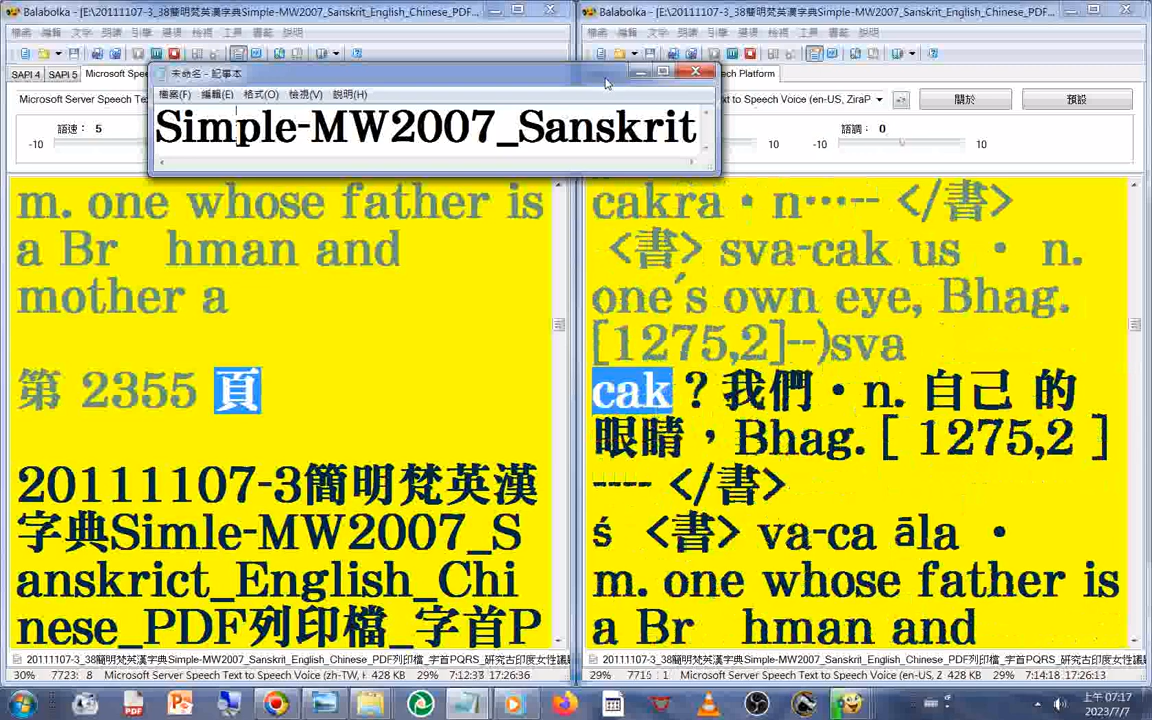 Balabolka - [E:\20111107-3_38簡明梵英漢字典Simple-MW2007_Sanskrit_English_Chinese_PDF...
Balabolka - [E:\20111107-3_38簡明梵英漢字典Simple-MW2007_Sanskrit_English_Chinese_PDF...
SAPI 4
SAPI 5
Microsoft Spe
未命名 - 記事本
檔案(F) 編輯(E) 格式(O) 檢視(V) 說明(H)
Simple-MW2007_Sanskrit
ech Platform
Microsoft Server Speech Text
t to Speech Voice (en-US, ZiraP
關於
預設
語速： 5
-10
10
語調： 0
-10
10
m. one whose father is
a Br hman and
mother a
第 2355 頁
20111107-3簡明梵英漢
字典Simle-MW2007_S
anskrict_English_Chi
nese_PDF列印檔_字首P
cakra・n…-- </書>
<書> sva-cak us ・ n.
one´s own eye, Bhag.
[1275,2]--)sva
cak ? 我們・n. 自己 的
眼睛，Bhag. [ 1275,2 ]
---- </書>
ś <書> va-ca āla ・
m. one whose father is
a Br hman and
20111107-3_38簡明梵英漢字典Simple-MW2007_Sanskrit_English_Chinese_PDF列印檔_字首PQRS_研究古印度女性議
20111107-3_38簡明梵英漢字典Simple-MW2007_Sanskrit_English_Chinese_PDF列印檔_字首PQRS_研究古印度女性議
30% 7723: 8 Microsoft Server Speech Text to Speech Voice (zh-TW, H 428 KB 29% 7:12:33 17:26:36
29% 7715 : 1 Microsoft Server Speech Text to Speech Voice (en-US, Z 428 KB 29% 7:14:18 17:26:13
上午 07:17
2023/7/7